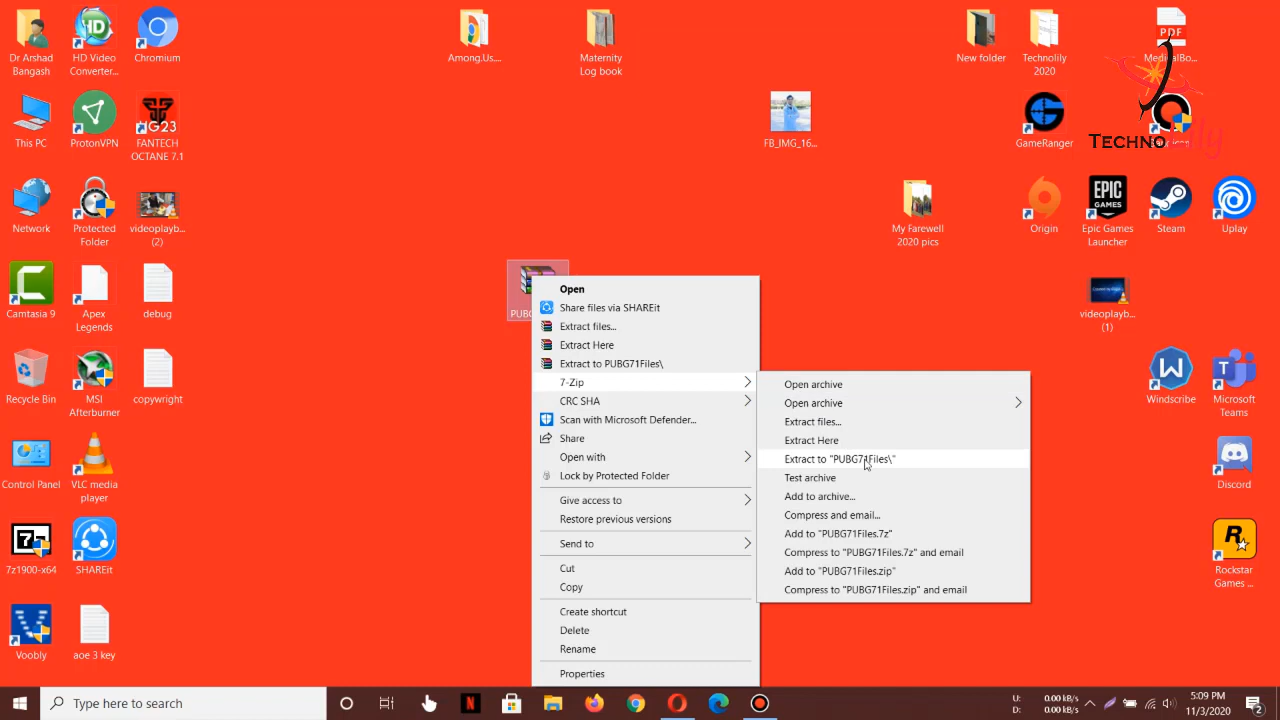 Dr Arshad
Bangash
HD Video
Converter...
Chromium
Among.Us....
Maternity
Log book
New folder
Technolily
2020
PDF
TECHNO
This PC
ProtonVPN
MG23
FANTECH
OCTANE 7.1
FB_IMG_16...
GameRanger
Network
Protected
Folder
videoplayb...
(2)
My Farewell
2020 pics
Origin
EPIC
GAMES
Epic Games
Launcher
Steam
Uplay
Camtasia 9
Apex
Legends
debug
videoplayb...
(1)
Recycle Bin
MSI
Afterburner
copywright
Windscribe
Microsoft
Teams
Control Panel
VLC media
player
Discord
7z1900-x64
SHAREit
Rockstar
Games ...
Voobly
aoe 3 key
Open
Share files via SHAREit
Extract files...
Extract Here
Extract to PUBG71Files\
7-Zip
CRC SHA
Scan with Microsoft Defender...
Share
Open with
Lock by Protected Folder
Give access to
Restore previous versions
Send to
Cut
Copy
Create shortcut
Delete
Rename
Properties
Open archive
Open archive
Extract files...
Extract Here
Extract to "PUBG71Files\"
Test archive
Add to archive...
Compress and email...
Add to "PUBG71Files.7z"
Compress to "PUBG71Files.7z" and email
Add to "PUBG71Files.zip"
Compress to "PUBG71Files.zip" and email
Type here to search
U: 0.00 kB/s
D: 0.00 kB/s
5:09 PM
11/3/2020
2